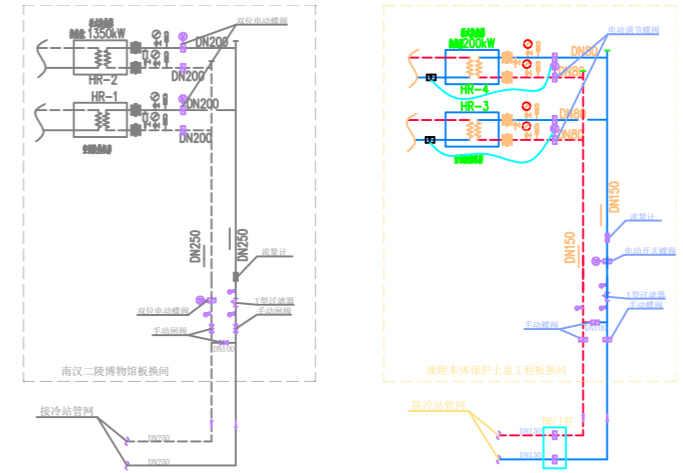 双位电动蝶阀
1350kW
DN200
DN200
HR-2
HR-1
DN200
DN200
DN250
DN250
流量计
双位电动蝶阀
Y型过滤器
手动闸阀
手动闸阀
DN100
南汉二陵博物馆板换间
接冷站管网
DN250
DN250
电动调节蝶阀
200kW
DN80
DN80
HR-4
HR-3
DN80
DN80
DN150
DN150
流量计
电动开关蝶阀
Y型过滤器
手动蝶阀
手动蝶阀
DN100
康陵本体保护上盖工程板换间
接冷站管网
阀门井
DN150
DN150